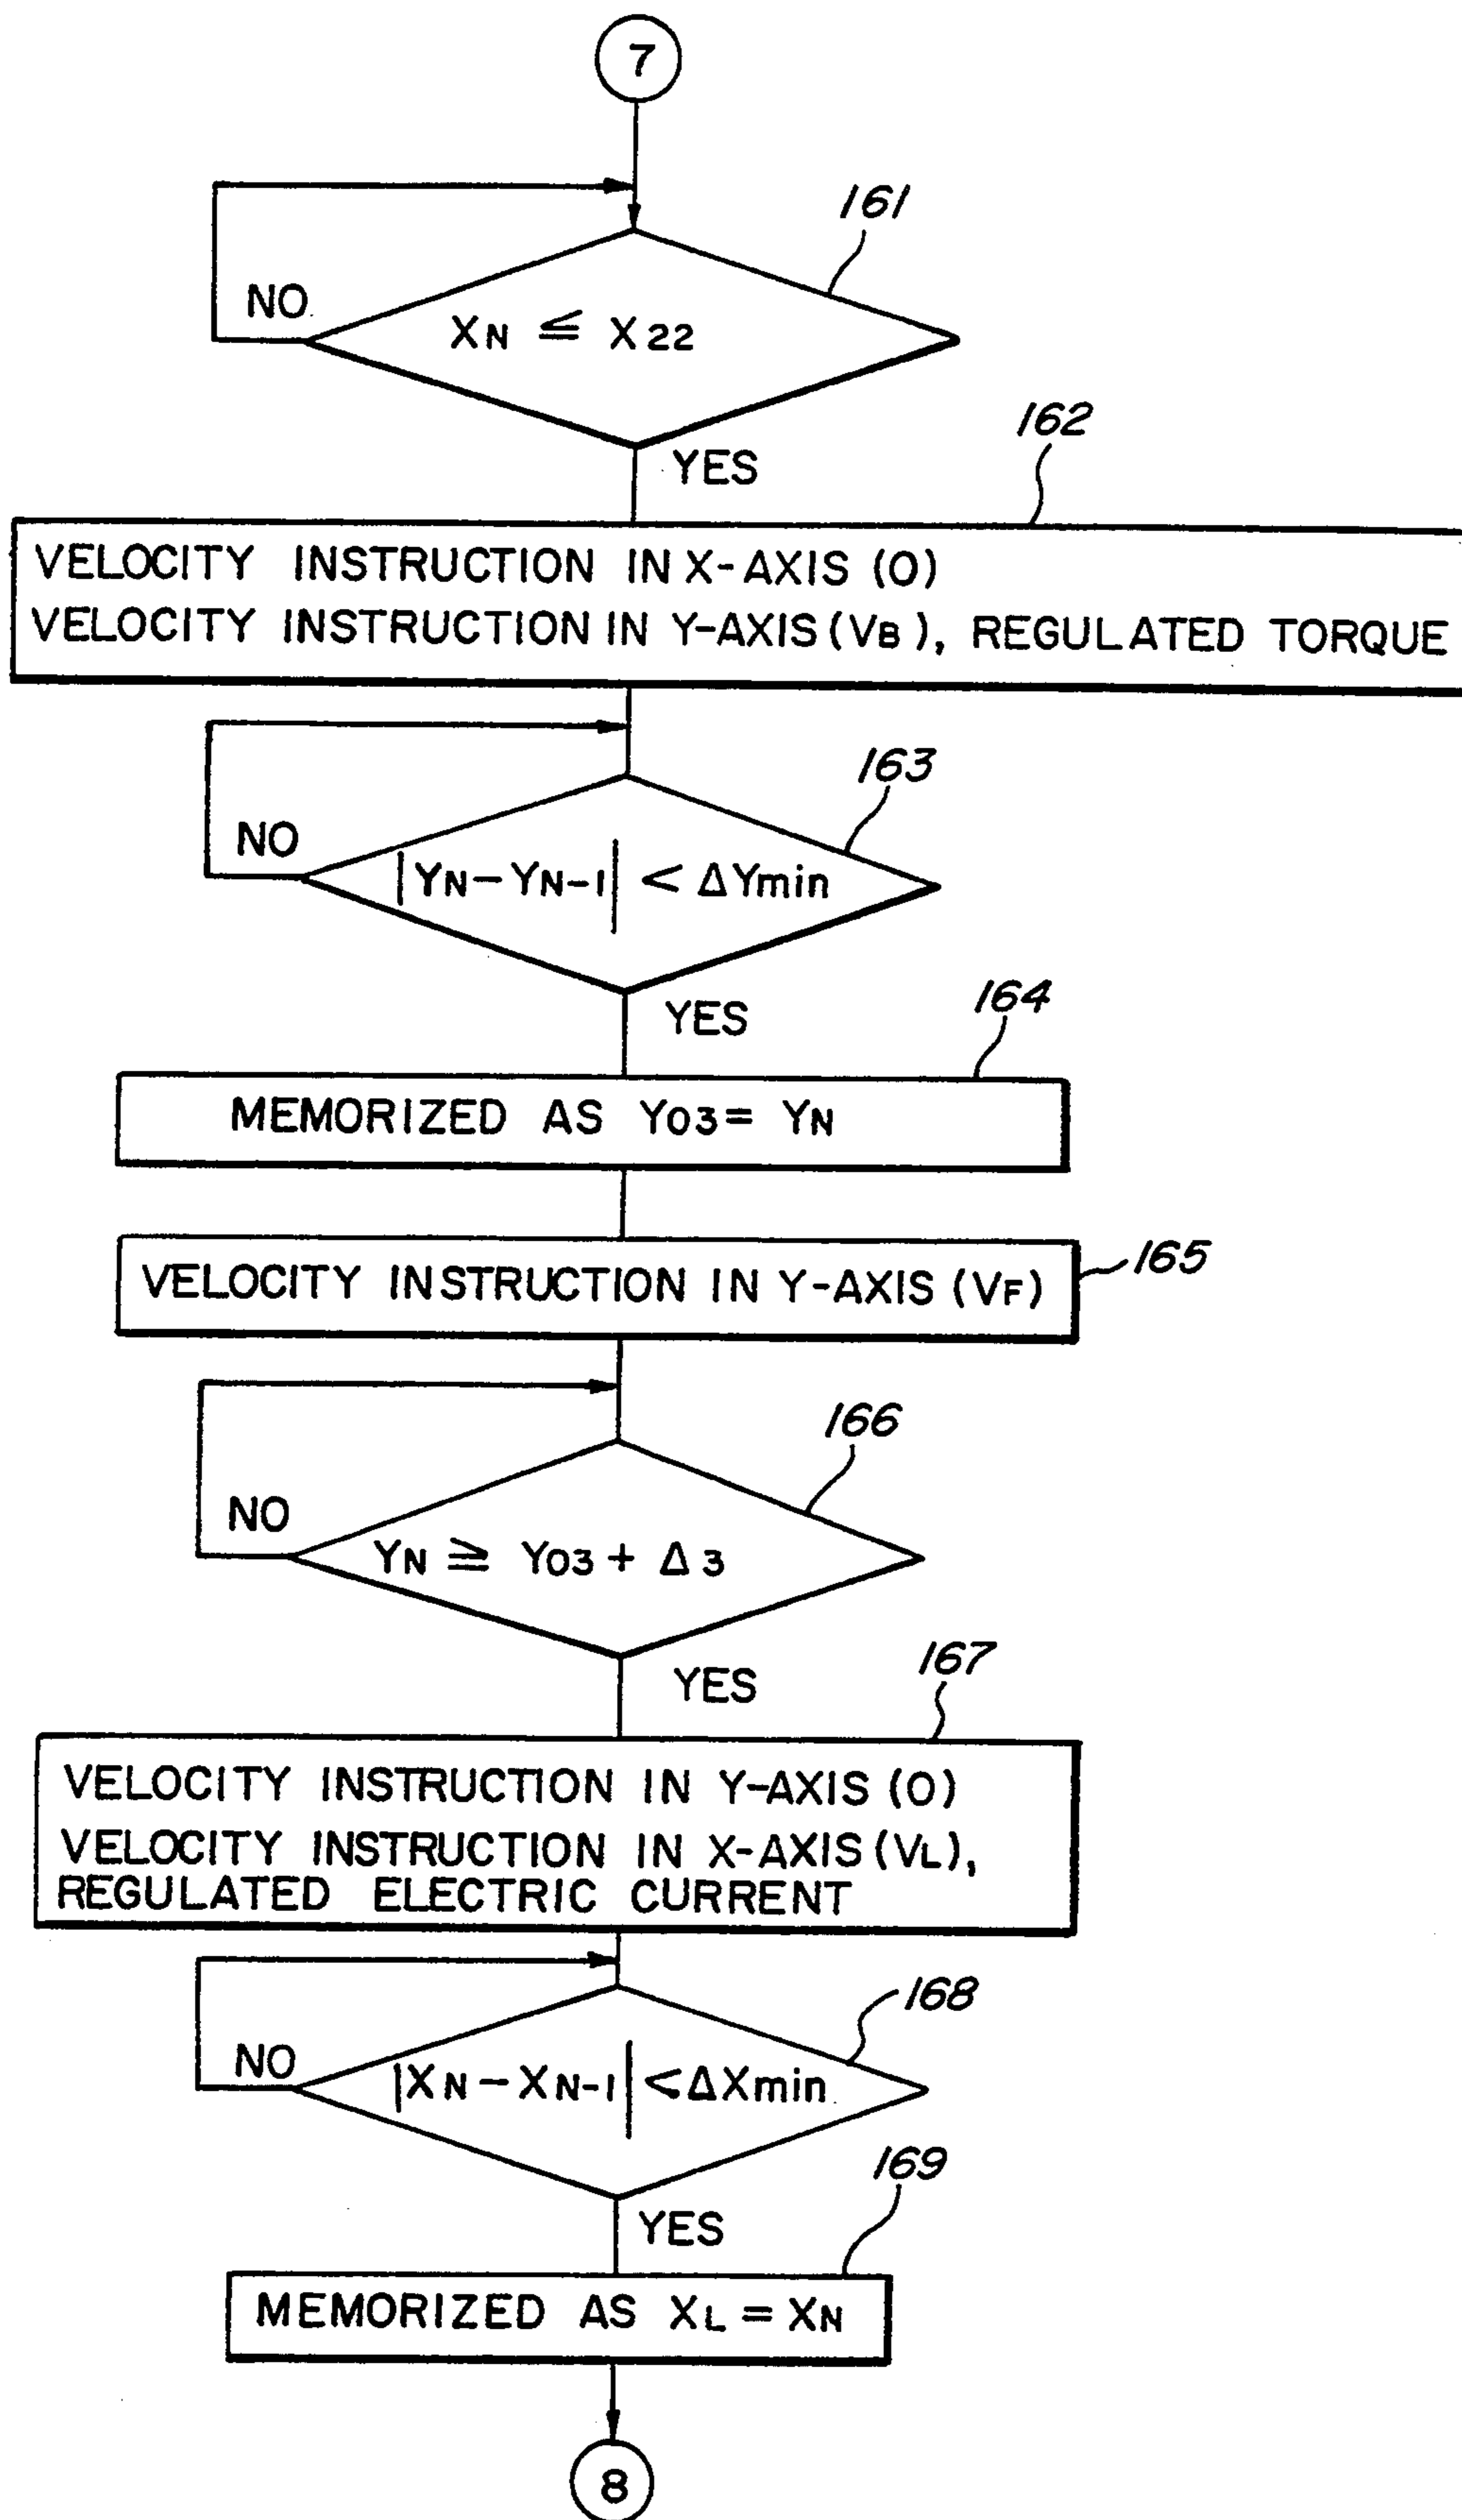 7
161
NO
XN ≦ X22
YES
162
VELOCITY INSTRUCTION IN X-AXIS (O)
VELOCITY INSTRUCTION IN Y-AXIS (VB), REGULATED TORQUE
163
NO
|YN-YN-1| < ΔYmin
YES
164
MEMORIZED AS YO3= YN
165
VELOCITY INSTRUCTION IN Y-AXIS (VF)
166
NO
YN ≧ YO3 + Δ3
YES
167
VELOCITY INSTRUCTION IN Y-AXIS (O)
VELOCITY INSTRUCTION IN X-AXIS (VL),
REGULATED ELECTRIC CURRENT
168
NO
|XN-XN-1| <ΔXmin
169
YES
MEMORIZED AS XL = XN
8